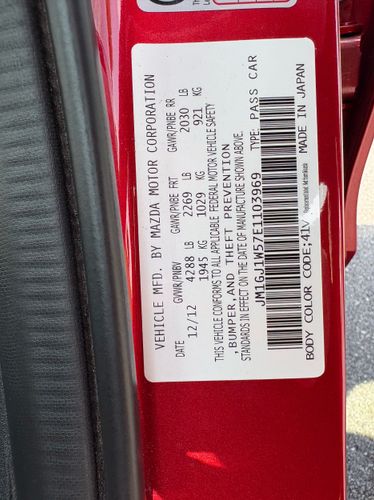 VEHICLE MFD. BY MAZDA MOTOR CORPORATION
DATE GVWR/PNBV GAWR/PNBE FRT GAWR/PNBE RR
12/12 4288 LB 2269 LB 2030 LB
1945 KG 1029 KG 921 KG
THIS VEHICLE CONFORMS TO ALL APPLICABLE FEDERAL MOTOR VEHICLE SAFETY
,BUMPER,AND THEFT PREVENTION
STANDARDS IN EFFECT ON THE DATE OF MANUFACTURE SHOWN ABOVE.
JM1GJ1W57E1103969 TYPE: PASS CAR
BODY COLOR CODE;41V MADE IN JAPAN